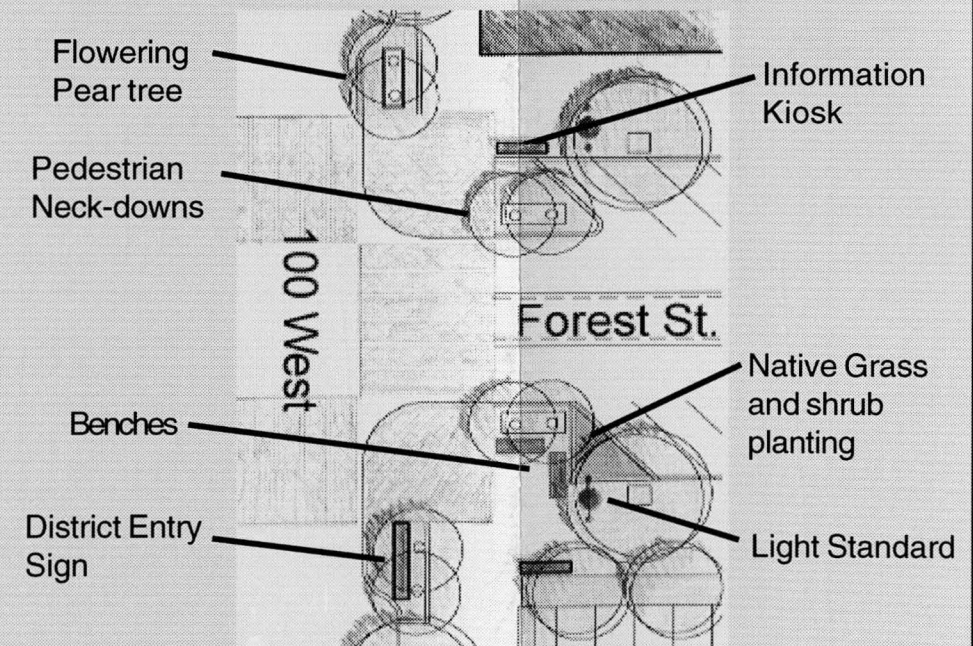 Flowering
Pear tree
Information
Kiosk
Pedestrian
Neck-downs
100 West
Forest St.
Native Grass
and shrub
planting
Benches
District Entry
Sign
Light Standard